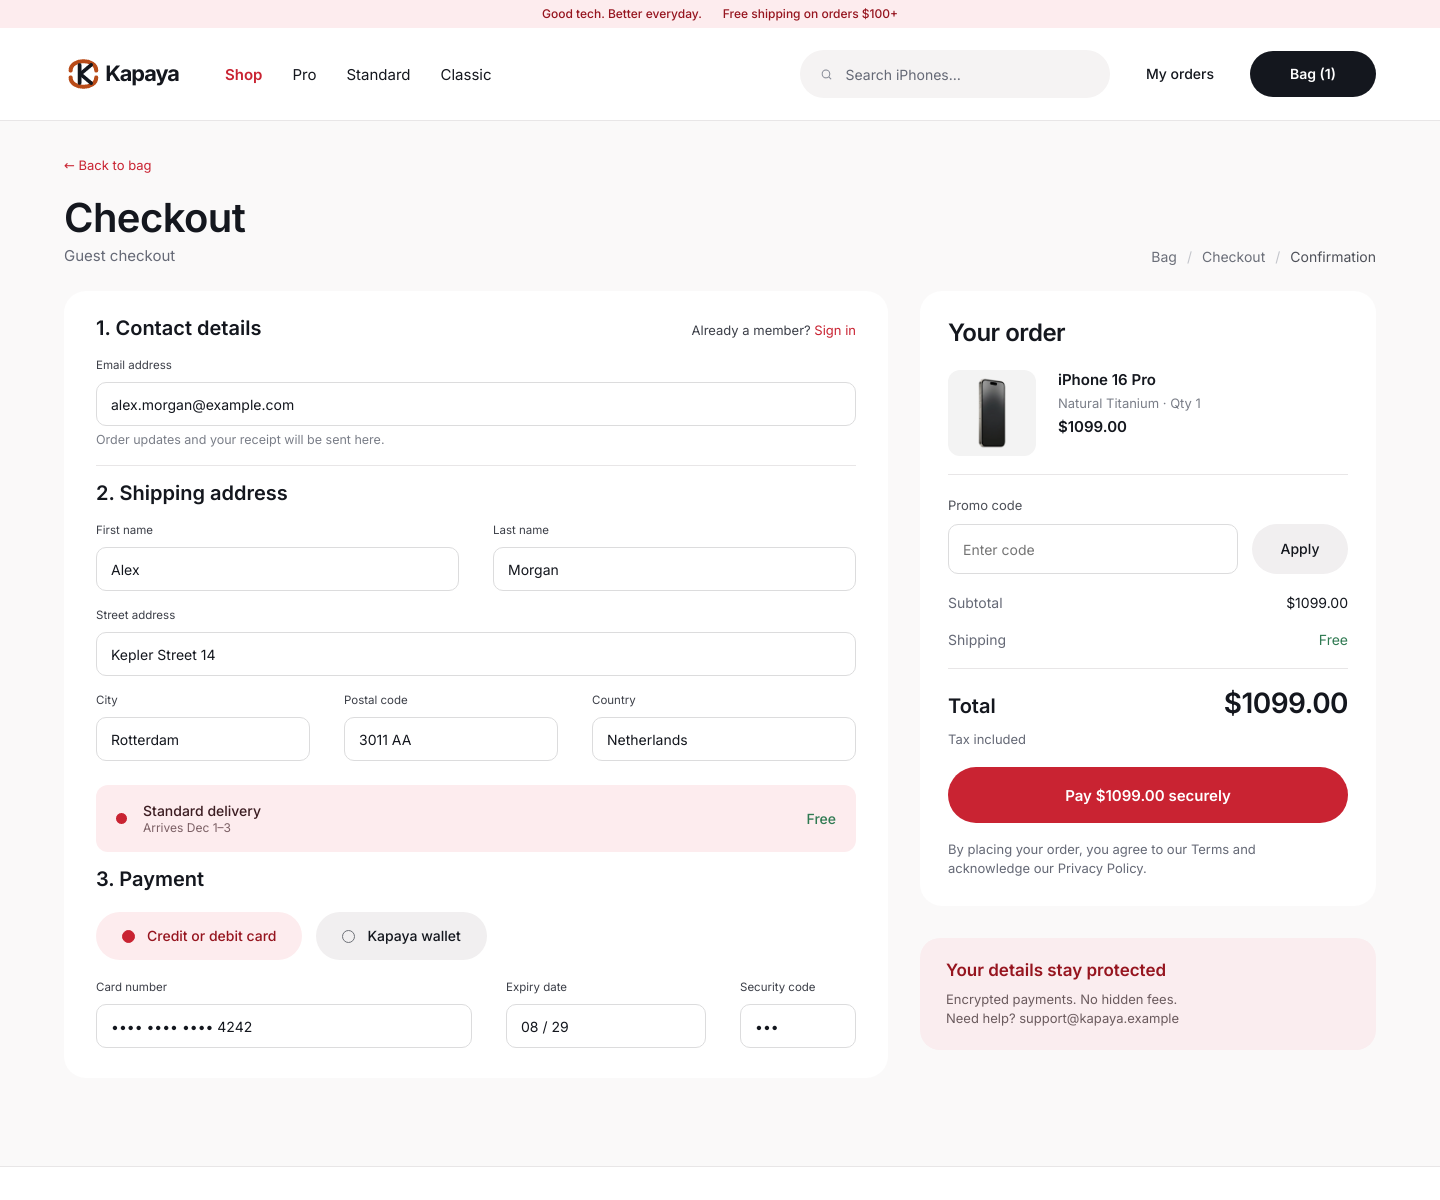 Good tech. Better everyday. Free shipping on orders $100+
Kapaya Shop Pro Standard Classic Search iPhones... My orders Bag (1)
← Back to bag
Checkout
Guest checkout
Bag / Checkout / Confirmation
1. Contact details
Already a member? Sign in
Email address
alex.morgan@example.com
Order updates and your receipt will be sent here.
2. Shipping address
First name Last name
Alex Morgan
Street address
Kepler Street 14
City Postal code Country
Rotterdam 3011 AA Netherlands
Standard delivery
Arrives Dec 1–3
Free
3. Payment
Credit or debit card Kapaya wallet
Card number Expiry date Security code
•••• •••• •••• 4242 08 / 29 •••
Your order
iPhone 16 Pro
Natural Titanium · Qty 1
$1099.00
Promo code
Enter code Apply
Subtotal $1099.00
Shipping Free
Total $1099.00
Tax included
Pay $1099.00 securely
By placing your order, you agree to our Terms and
acknowledge our Privacy Policy.
Your details stay protected
Encrypted payments. No hidden fees.
Need help? support@kapaya.example